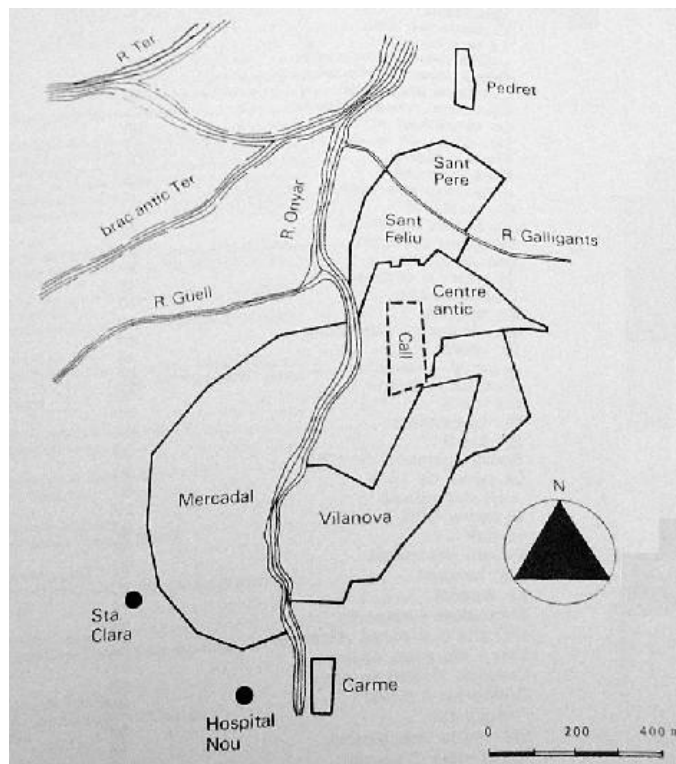 R. Ter
Pedret
Sant
Pere
braç antic Ter
R. Onyar
Sant
Feliu
R. Galligants
R. Guell
Centre
antic
Call
Mercadal
Vilanova
N
Sta.
Clara
Carme
Hospital
Nou
0 200 400 m